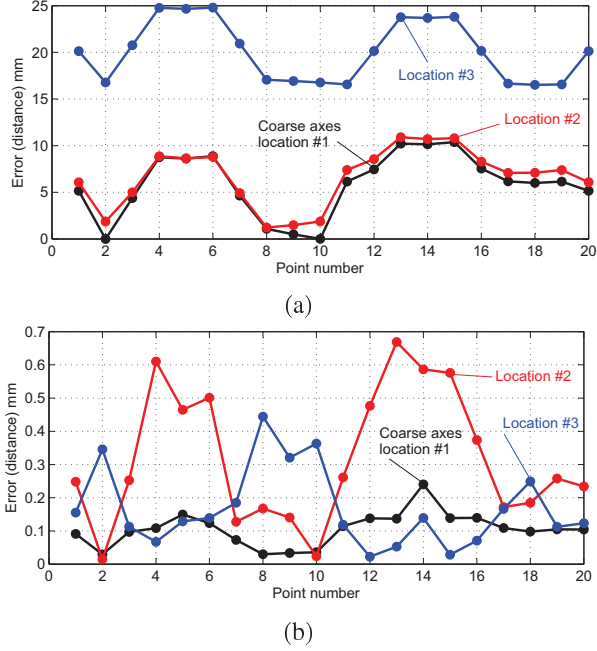 25
20
15
10
5
0
Error (distance) mm
Location #3
Location #2
Coarse axes
location #1
0 2 4 6 8 10 12 14 16 18 20
Point number
(a)
0.7
0.6
0.5
0.4
0.3
0.2
0.1
0
Error (distance) mm
Location #2
Location #3
Coarse axes
location #1
0 2 4 6 8 10 12 14 16 18 20
Point number
(b)